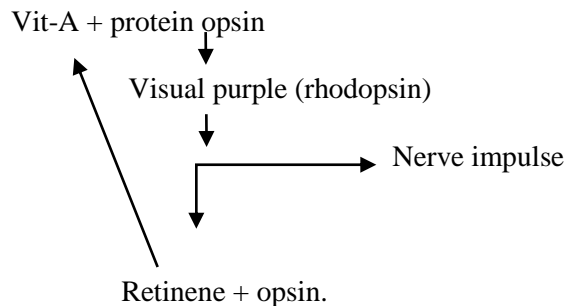 Vit-A + protein opsin
Visual purple (rhodopsin)
Nerve impulse
Retinene + opsin.